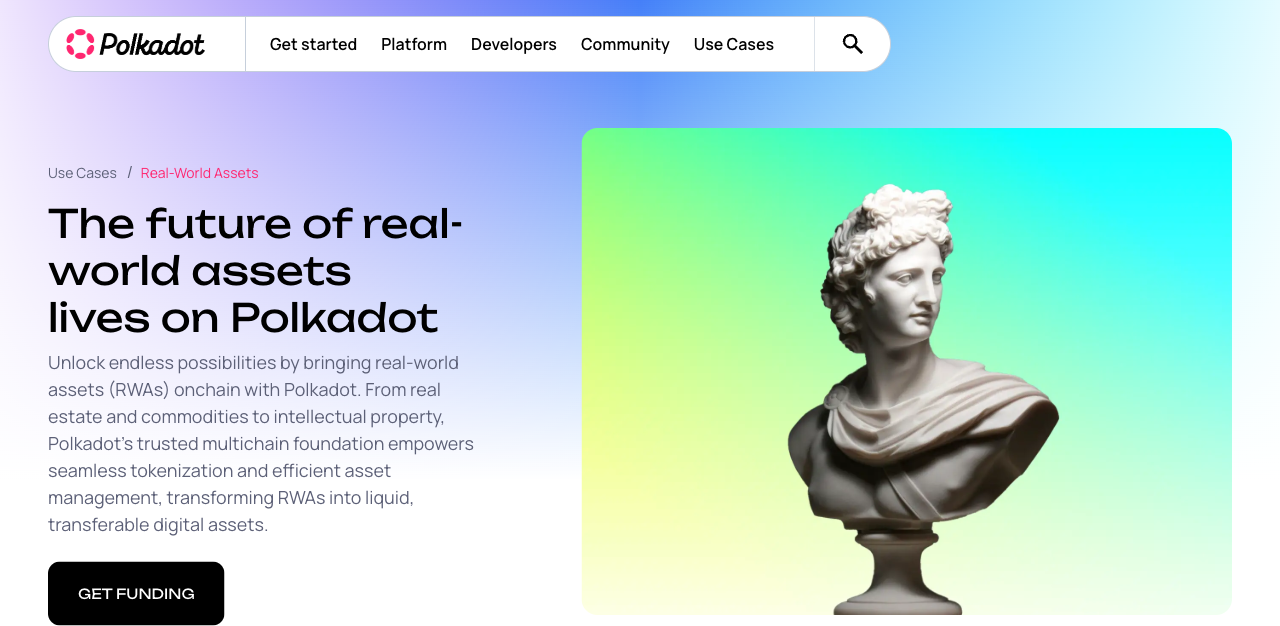 Polkadot
Get started
Platform
Developers
Community
Use Cases
Use Cases / Real-World Assets
The future of real-
world assets
lives on Polkadot
Unlock endless possibilities by bringing real-world
assets (RWAs) onchain with Polkadot. From real
estate and commodities to intellectual property,
Polkadot’s trusted multichain foundation empowers
seamless tokenization and efficient asset
management, transforming RWAs into liquid,
transferable digital assets.
GET FUNDING